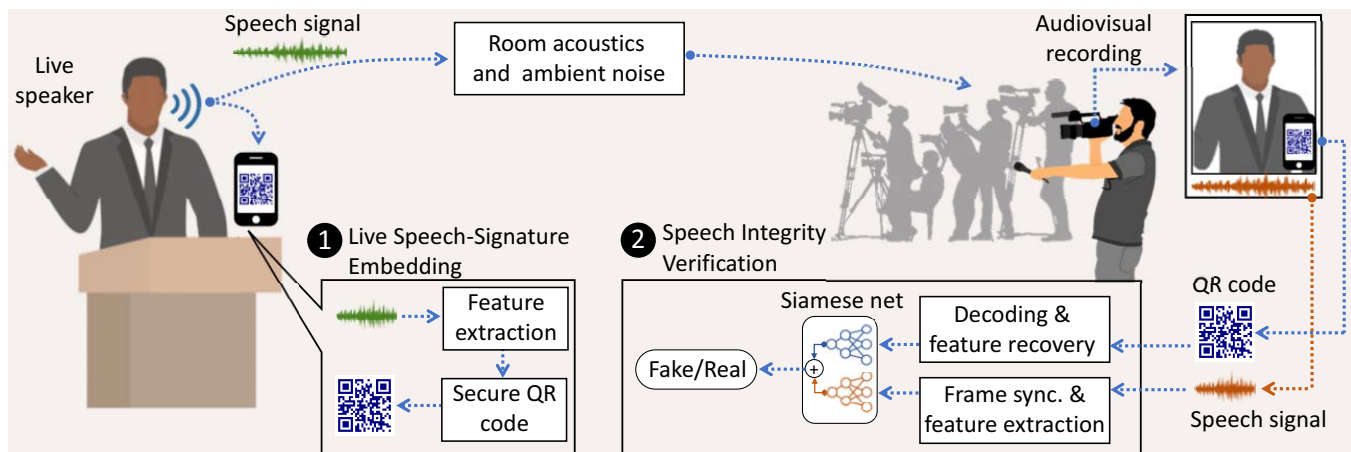 Speech signal
Live
speaker
Room acoustics
and ambient noise
Audiovisual
recording
1 Live Speech-Signature
Embedding
Feature
extraction
Secure QR
code
2 Speech Integrity
Verification
Siamese net
Decoding &
feature recovery
Fake/Real
+
Frame sync. &
feature extraction
QR code
Speech signal